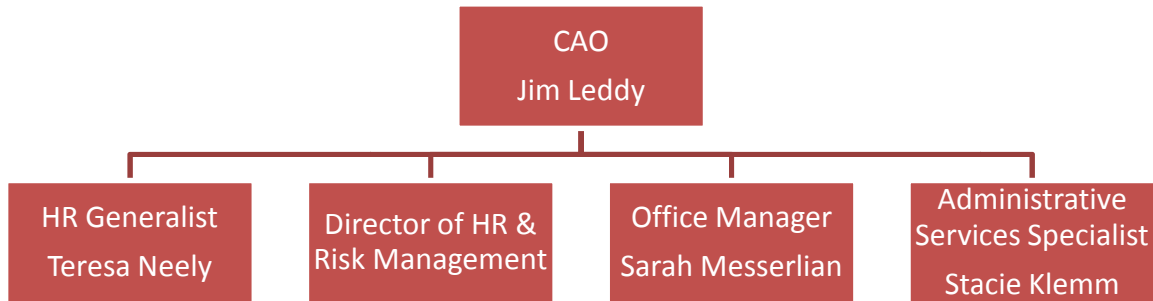 CAO
Jim Leddy
HR Generalist
Teresa Neely
Director of HR &
Risk Management
Office Manager
Sarah Messerlian
Administrative
Services Specialist
Stacie Klemm